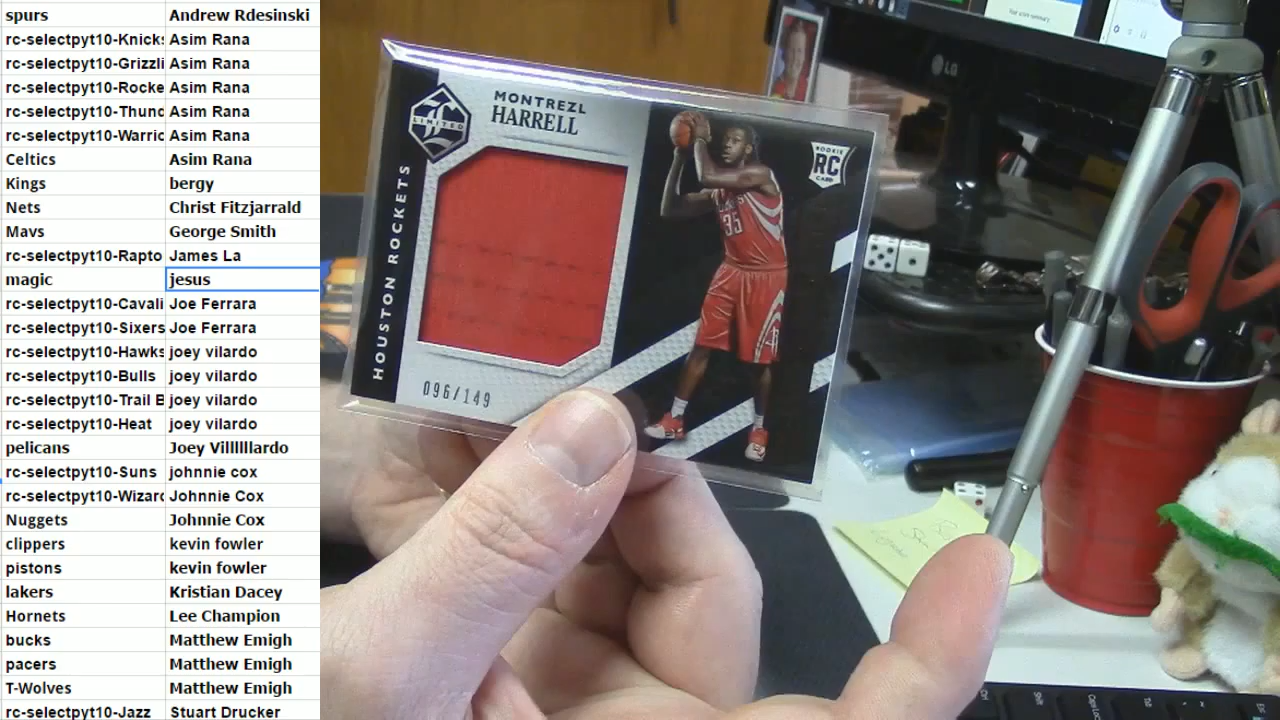 spurs Andrew Rdesinski
rc-selectpyt10-Knicks Asim Rana
rc-selectpyt10-Grizzli Asim Rana
rc-selectpyt10-Rocke Asim Rana
rc-selectpyt10-Thund Asim Rana
rc-selectpyt10-Warric Asim Rana
Celtics Asim Rana
Kings bergy
Nets Christ Fitzjarrald
Mavs George Smith
rc-selectpyt10-Rapto James La
magic jesus
rc-selectpyt10-Cavali Joe Ferrara
rc-selectpyt10-Sixers Joe Ferrara
rc-selectpyt10-Hawks joey vilardo
rc-selectpyt10-Bulls joey vilardo
rc-selectpyt10-Trail B joey vilardo
rc-selectpyt10-Heat joey vilardo
pelicans Joey Villlllllardo
rc-selectpyt10-Suns johnnie cox
rc-selectpyt10-Wizard Johnnie Cox
Nuggets Johnnie Cox
clippers kevin fowler
pistons kevin fowler
lakers Kristian Dacey
Hornets Lee Champion
bucks Matthew Emigh
pacers Matthew Emigh
T-Wolves Matthew Emigh
rc-selectpyt10-Jazz Stuart Drucker
LIMITED
MONTREZL
HARRELL
HOUSTON ROCKETS
096/149
ROOKIE
RC
CARD
35
LG